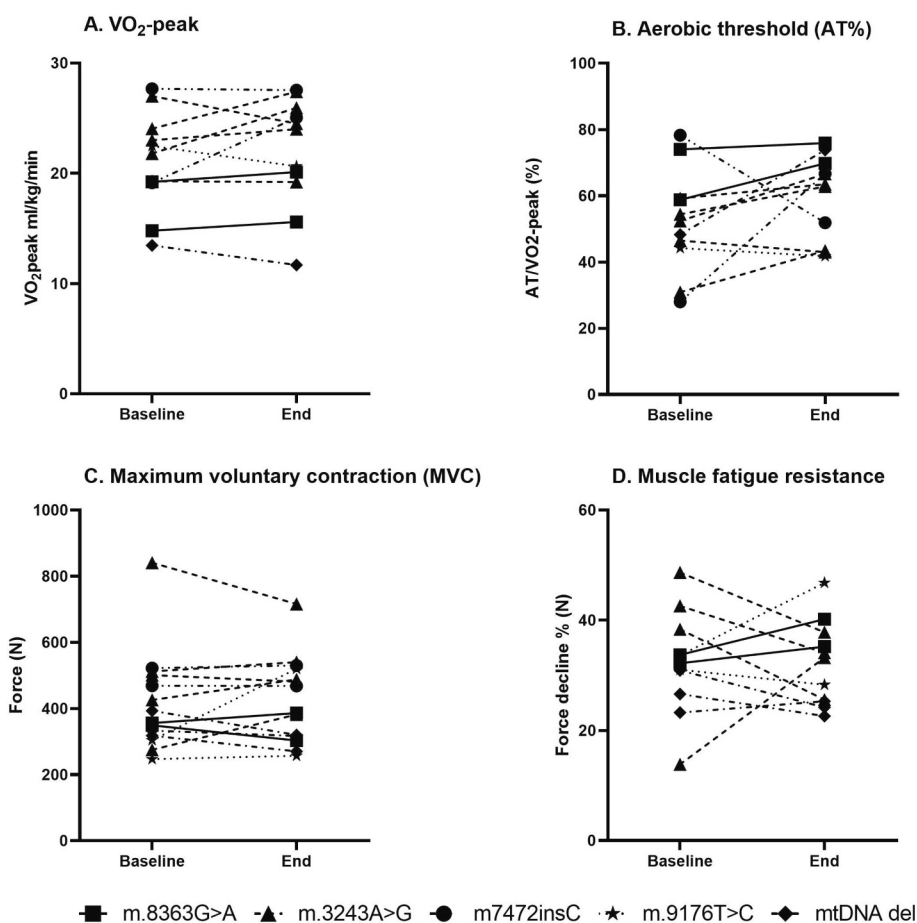 A. VO₂-peak
VO₂peak ml/kg/min
30
20
10
0
Baseline End
B. Aerobic threshold (AT%)
AT/VO2-peak (%)
100
80
60
40
20
0
Baseline End
C. Maximum voluntary contraction (MVC)
Force (N)
1000
800
600
400
200
0
Baseline End
D. Muscle fatigue resistance
Force decline % (N)
60
40
20
0
Baseline End
m.8363G>A m.3243A>G m7472insC m.9176T>C mtDNA del